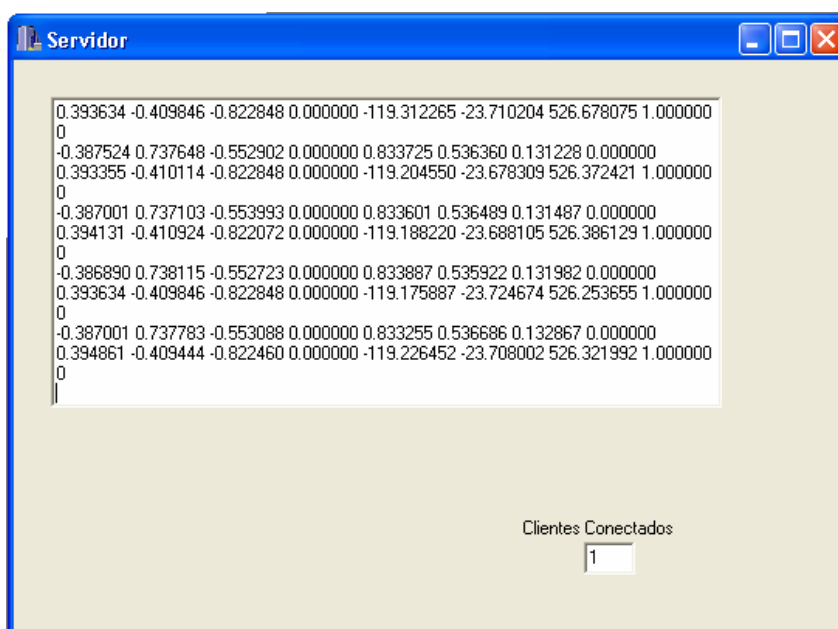 Servidor
0.393634 -0.409846 -0.822848 0.000000 -119.312265 -23.710204 526.678075 1.000000
0
-0.387524 0.737648 -0.552902 0.000000 0.833725 0.536360 0.131228 0.000000
0.393355 -0.410114 -0.822848 0.000000 -119.204550 -23.678309 526.372421 1.000000
0
-0.387001 0.737103 -0.553993 0.000000 0.833601 0.536489 0.131487 0.000000
0.394131 -0.410924 -0.822072 0.000000 -119.188220 -23.688105 526.386129 1.000000
0
-0.386890 0.738115 -0.552723 0.000000 0.833887 0.535922 0.131982 0.000000
0.393634 -0.409846 -0.822848 0.000000 -119.175887 -23.724674 526.253655 1.000000
0
-0.387001 0.737783 -0.553088 0.000000 0.833255 0.536686 0.132867 0.000000
0.394861 -0.409444 -0.822460 0.000000 -119.226452 -23.708002 526.321992 1.000000
0
Clientes Conectados
1